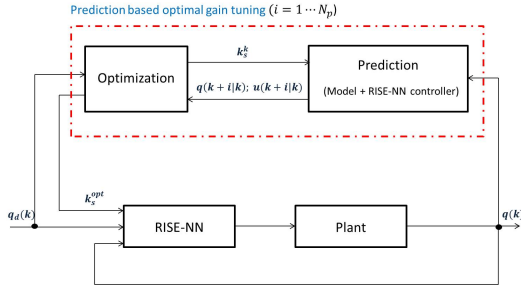 Prediction based optimal gain tuning (i = 1 ⋯ N_p)
Optimization
k_s^k
q(k + i|k); u(k + i|k)
Prediction
(Model + RISE-NN controller)
k_s^opt
q_d(k)
RISE-NN
Plant
q(k)